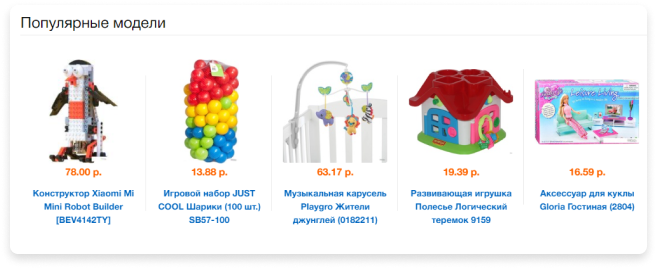 Популярные модели
78.00 р.
Конструктор Xiaomi Mi
Mini Robot Builder
[BEV4142TY]
13.88 р.
Игровой набор JUST
COOL Шарики (100 шт.)
SB57-100
63.17 р.
Музыкальная карусель
Playgro Жители
джунглей (0182211)
19.39 р.
Развивающая игрушка
Полесье Логический
теремок 9159
16.59 р.
Аксессуар для куклы
Gloria Гостиная (2804)